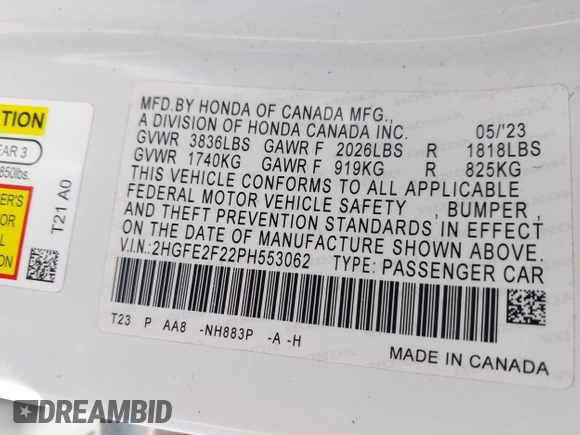 TION
EAR 3
850lbs.
T21 A0
MFD.BY HONDA OF CANADA MFG.,
A DIVISION OF HONDA CANADA INC. 05/'23
GVWR 3836LBS GAWR F 2026LBS R 1818LBS
GVWR 1740KG GAWR F 919KG R 825KG
THIS VEHICLE CONFORMS TO ALL APPLICABLE
FEDERAL MOTOR VEHICLE SAFETY , BUMPER ,
AND THEFT PREVENTION STANDARDS IN EFFECT
ON THE DATE OF MANUFACTURE SHOWN ABOVE.
V.I.N.:2HGFE2F22PH553062 TYPE: PASSENGER CAR
T23 P AA8 -NH883P -A -H
MADE IN CANADA
DREAMBID